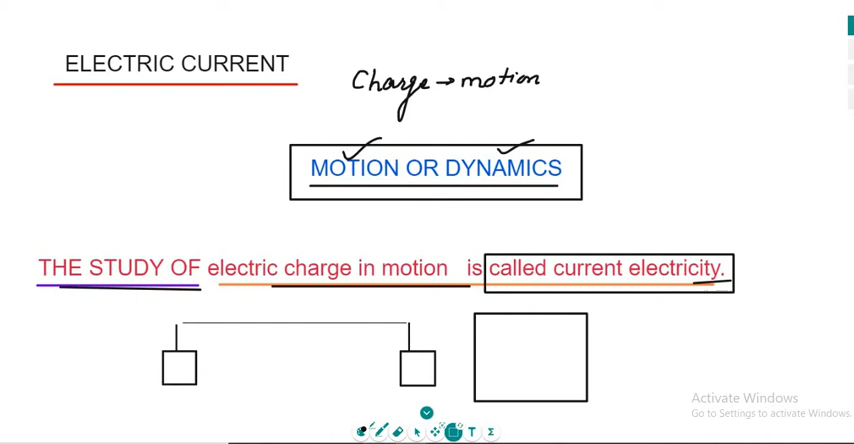 ELECTRIC CURRENT
Charge → motion
MOTION OR DYNAMICS
THE STUDY OF electric charge in motion is called current electricity.
Activate Windows
Go to Settings to activate Windows.
T Σ